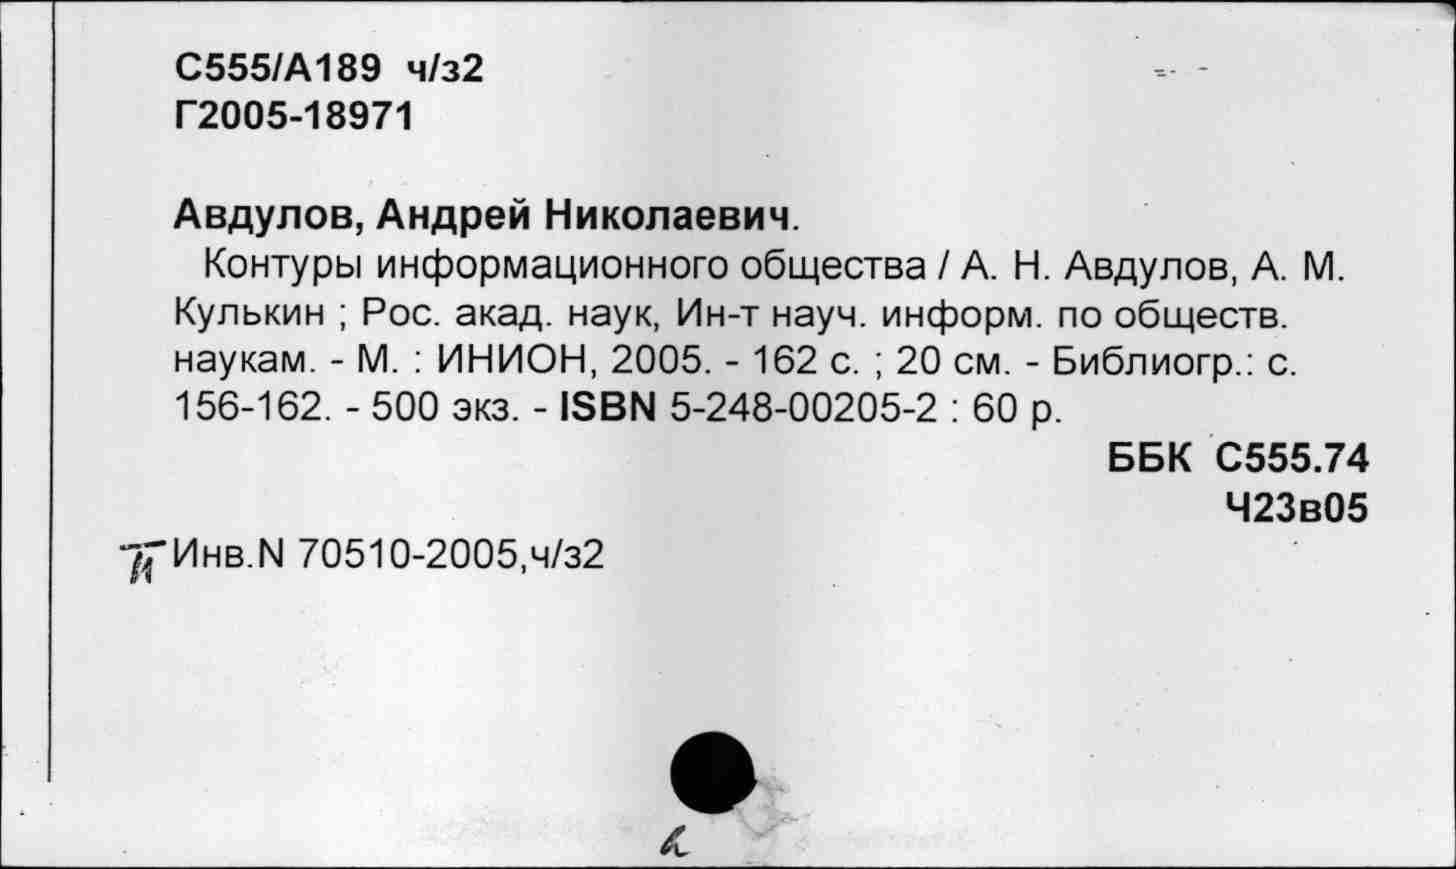 С555/А189 ч/з2
Г2005-18971
Авдулов, Андрей Николаевич.
Контуры информационного общества / А. Н. Авдулов, А. М.
Кулькин ; Рос. акад. наук, Ин-т науч. информ. по обществ.
наукам. - М. : ИНИОН, 2005. - 162 с. ; 20 см. - Библиогр.: с.
156-162. - 500 экз. - ISBN 5-248-00205-2 : 60 р.
ББК С555.74
Ч23в05
Инв.N 70510-2005,ч/з2